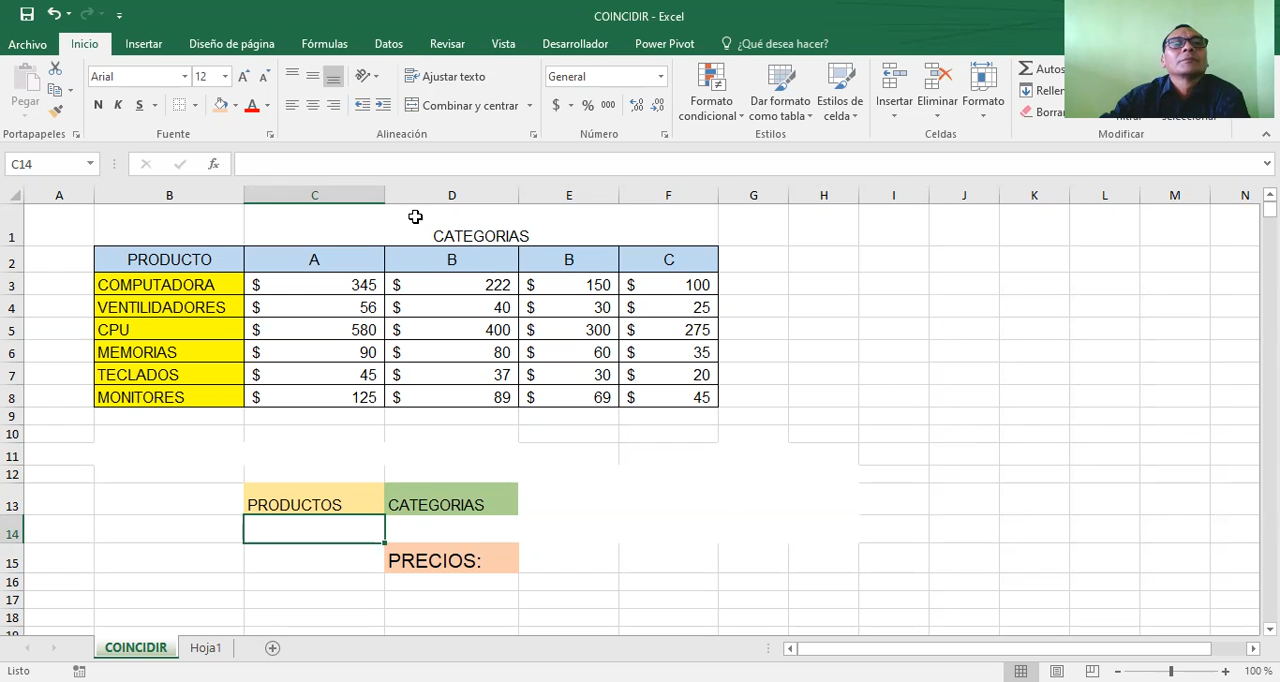 COINCIDIR - Excel
Archivo Inicio Insertar Diseño de página Fórmulas Datos Revisar Vista Desarrollador Power Pivot ¿Qué desea hacer?
Pegar
Arial 12
N K S A
Ajustar texto
Combinar y centrar
General
$ % 000
Formato condicional
Dar formato como tabla
Estilos de celda
Insertar Eliminar Formato
Portapapeles Fuente Alineación Número Estilos Celdas Modificar
C14 fx
A B C D E F G H I J K L M N
1 CATEGORIAS
2 PRODUCTO A B B C
3 COMPUTADORA $ 345 $ 222 $ 150 $ 100
4 VENTILIDADORES $ 56 $ 40 $ 30 $ 25
5 CPU $ 580 $ 400 $ 300 $ 275
6 MEMORIAS $ 90 $ 80 $ 60 $ 35
7 TECLADOS $ 45 $ 37 $ 30 $ 20
8 MONITORES $ 125 $ 89 $ 69 $ 45
9
10
11
12
13 PRODUCTOS CATEGORIAS
14
15 PRECIOS:
16
17
18
COINCIDIR Hoja1
Listo 100 %